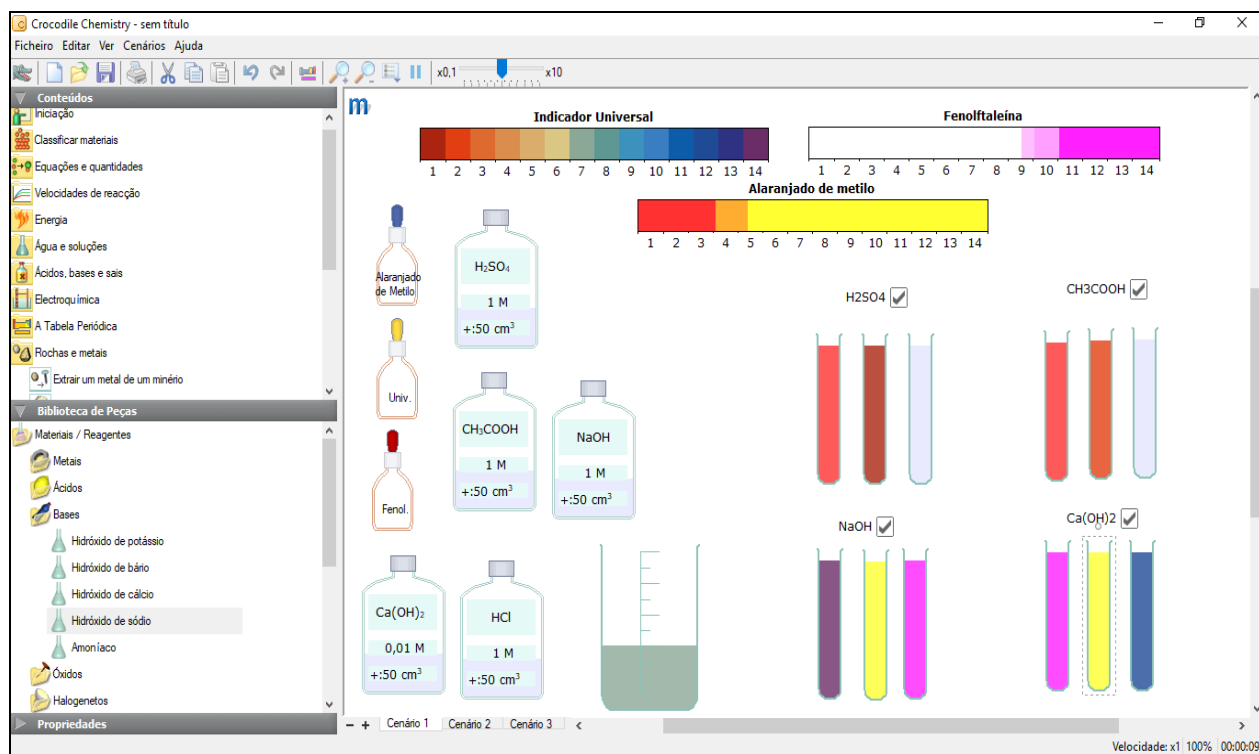 Crocodile Chemistry - sem título
Ficheiro Editar Ver Cenários Ajuda
x0,1 x10
Conteúdos
Iniciação
Classificar materiais
Equações e quantidades
Velocidades de reacção
Energia
Água e soluções
Ácidos, bases e sais
Electroquímica
A Tabela Periódica
Rochas e metais
Extrair um metal de um minério
Biblioteca de Peças
Materiais / Reagentes
Metais
Ácidos
Bases
Hidróxido de potássio
Hidróxido de bário
Hidróxido de cálcio
Hidróxido de sódio
Amoníaco
Óxidos
Halogenetos
Propriedades
m
Indicador Universal
1 2 3 4 5 6 7 8 9 10 11 12 13 14
Fenolftaleína
1 2 3 4 5 6 7 8 9 10 11 12 13 14
Alaranjado de metilo
1 2 3 4 5 6 7 8 9 10 11 12 13 14
Alaranjado
de Metilo
H₂SO₄
1 M
+:50 cm³
Univ.
CH₃COOH
1 M
+:50 cm³
NaOH
1 M
+:50 cm³
Fenol.
Ca(OH)₂
0,01 M
+:50 cm³
HCl
1 M
+:50 cm³
H2SO4
CH3COOH
NaOH
Ca(OH)2
Cenário 1 Cenário 2 Cenário 3
Velocidade: x1 100% 00:00:09